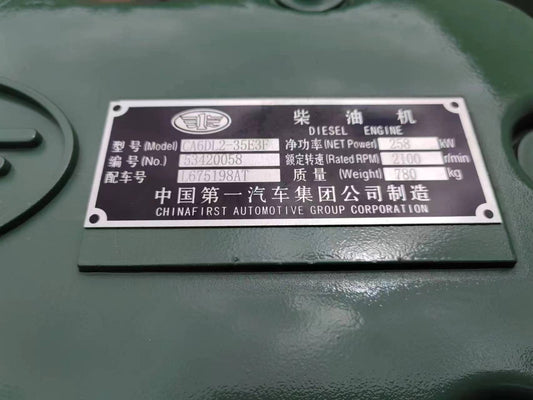 柴油机
DIESEL ENGINE
型号(Model) CA6DL2-35E3F 净功率(NET Power) 258 kW
编号(No.) 53420058 额定转速(Rated RPM) 2100 r/min
配车号 L675198AT 质量(Weight) 780 kg
中国第一汽车集团公司制造
CHINAFIRST AUTOMOTIVE GROUP CORPORATION